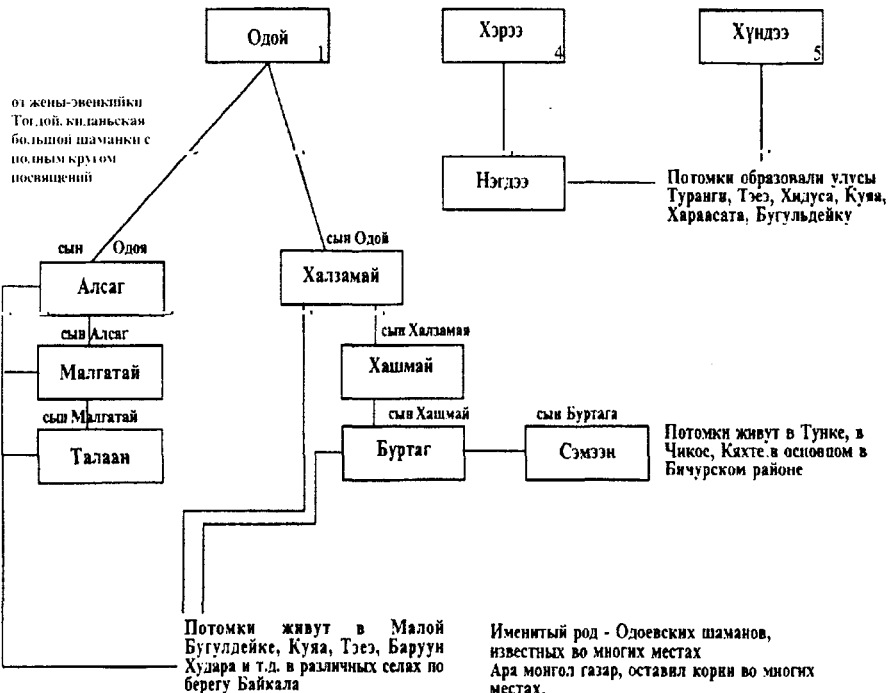 Одой
1
Хэрээ
4
Хүндээ
5
от жены-эвенкийки
Тогдой, киланьская
большой шаманки с
полным кругом
посвящений
Нэгдээ
Потомки образовали улусы
Туранги, Тэез, Хидуса, Куяа,
Хараасата, Бугульдейку
сын Одоя
Алсаг
сын Одой
Халзамай
сын Алсаг
Малгатай
сын Халзамая
Хашмай
сын Малгатай
Талаан
сын Хашмай
Буртаг
сын Буртага
Сэмээн
Потомки живут в Тунке, в
Чикое, Кяхте.в основном в
Бичурском районе
Потомки живут в Малой
Бугулдейке, Куяа, Тэез, Баруун
Худара и т.д. в различных селах по
берегу Байкала
Именитый род - Одоевских шаманов,
известных во многих местах
Ара монгол газар, оставил корни во многих
местах.